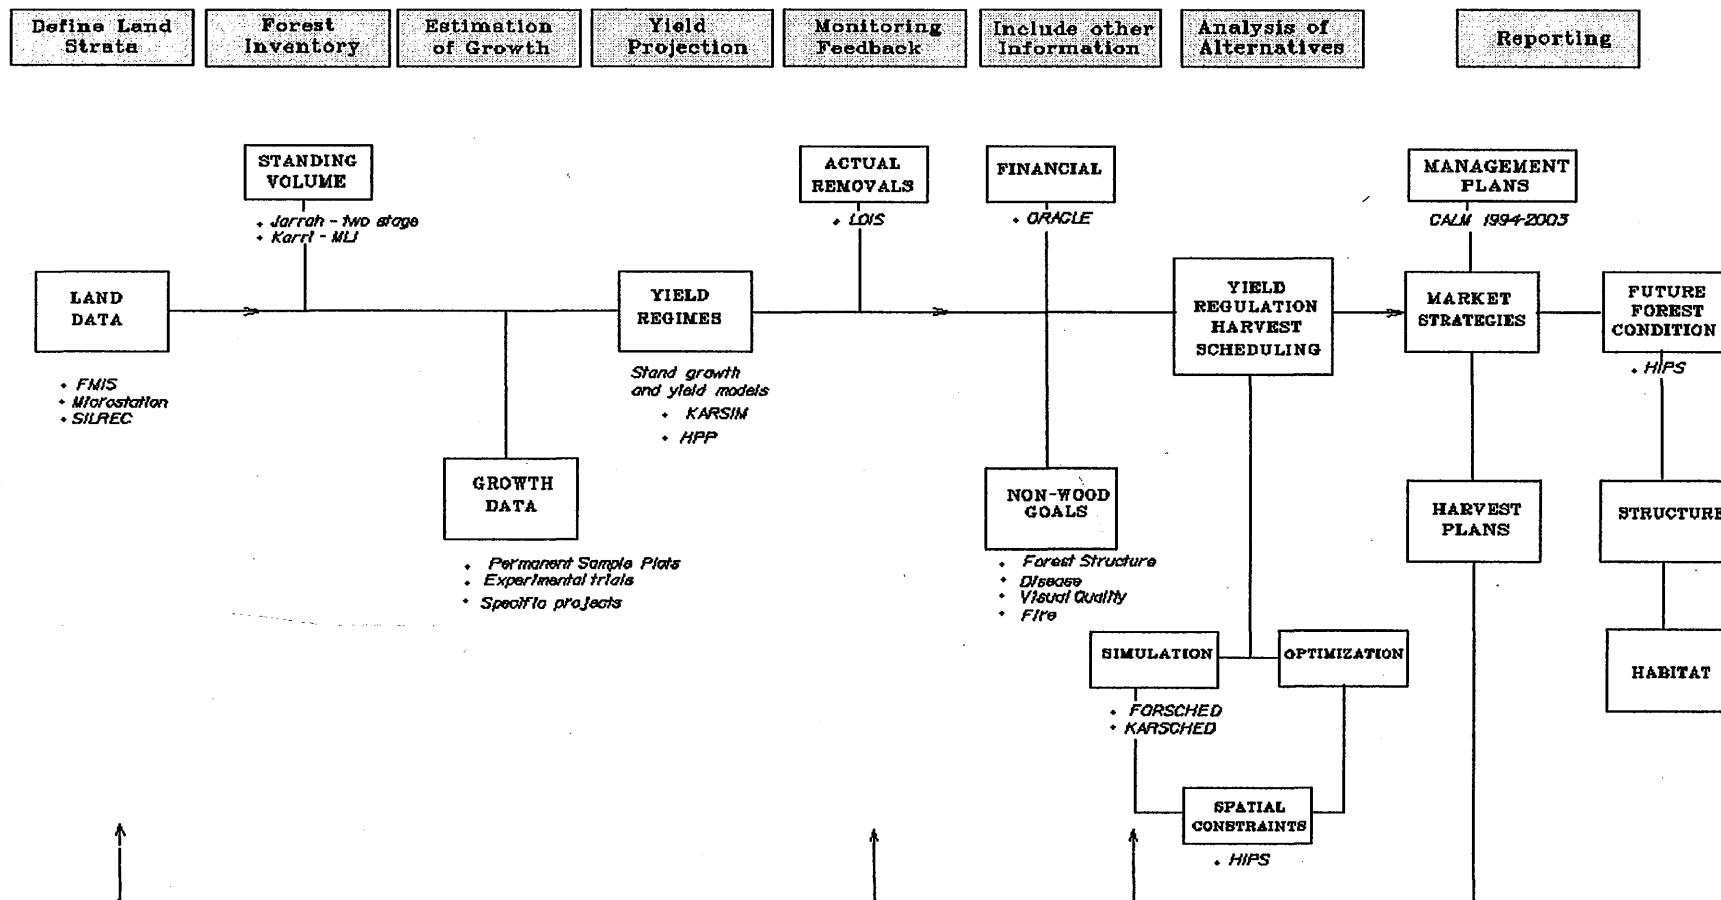 Define Land
Strata
Forest
Inventory
Estimation
of Growth
Yield
Projection
Monitoring
Feedback
Include other
Information
Analysis of
Alternatives
Reporting
STANDING
VOLUME
Jarrah - two stage
Karri - MLI
ACTUAL
REMOVALS
LOIS
FINANCIAL
ORACLE
MANAGEMENT
PLANS
CALM 1994-2003
LAND
DATA
FMIS
Microstation
SILREC
YIELD
REGIMES
Stand growth
and yield models
KARSIM
HPP
YIELD
REGULATION
HARVEST
SCHEDULING
MARKET
STRATEGIES
FUTURE
FOREST
CONDITION
HIPS
GROWTH
DATA
Permanent Sample Plots
Experimental trials
Specific projects
NON-WOOD
GOALS
Forest Structure
Disease
Visual Quality
Fire
HARVEST
PLANS
STRUCTURE
SIMULATION
OPTIMIZATION
FORSCHED
KARSCHED
HABITAT
SPATIAL
CONSTRAINTS
HIPS